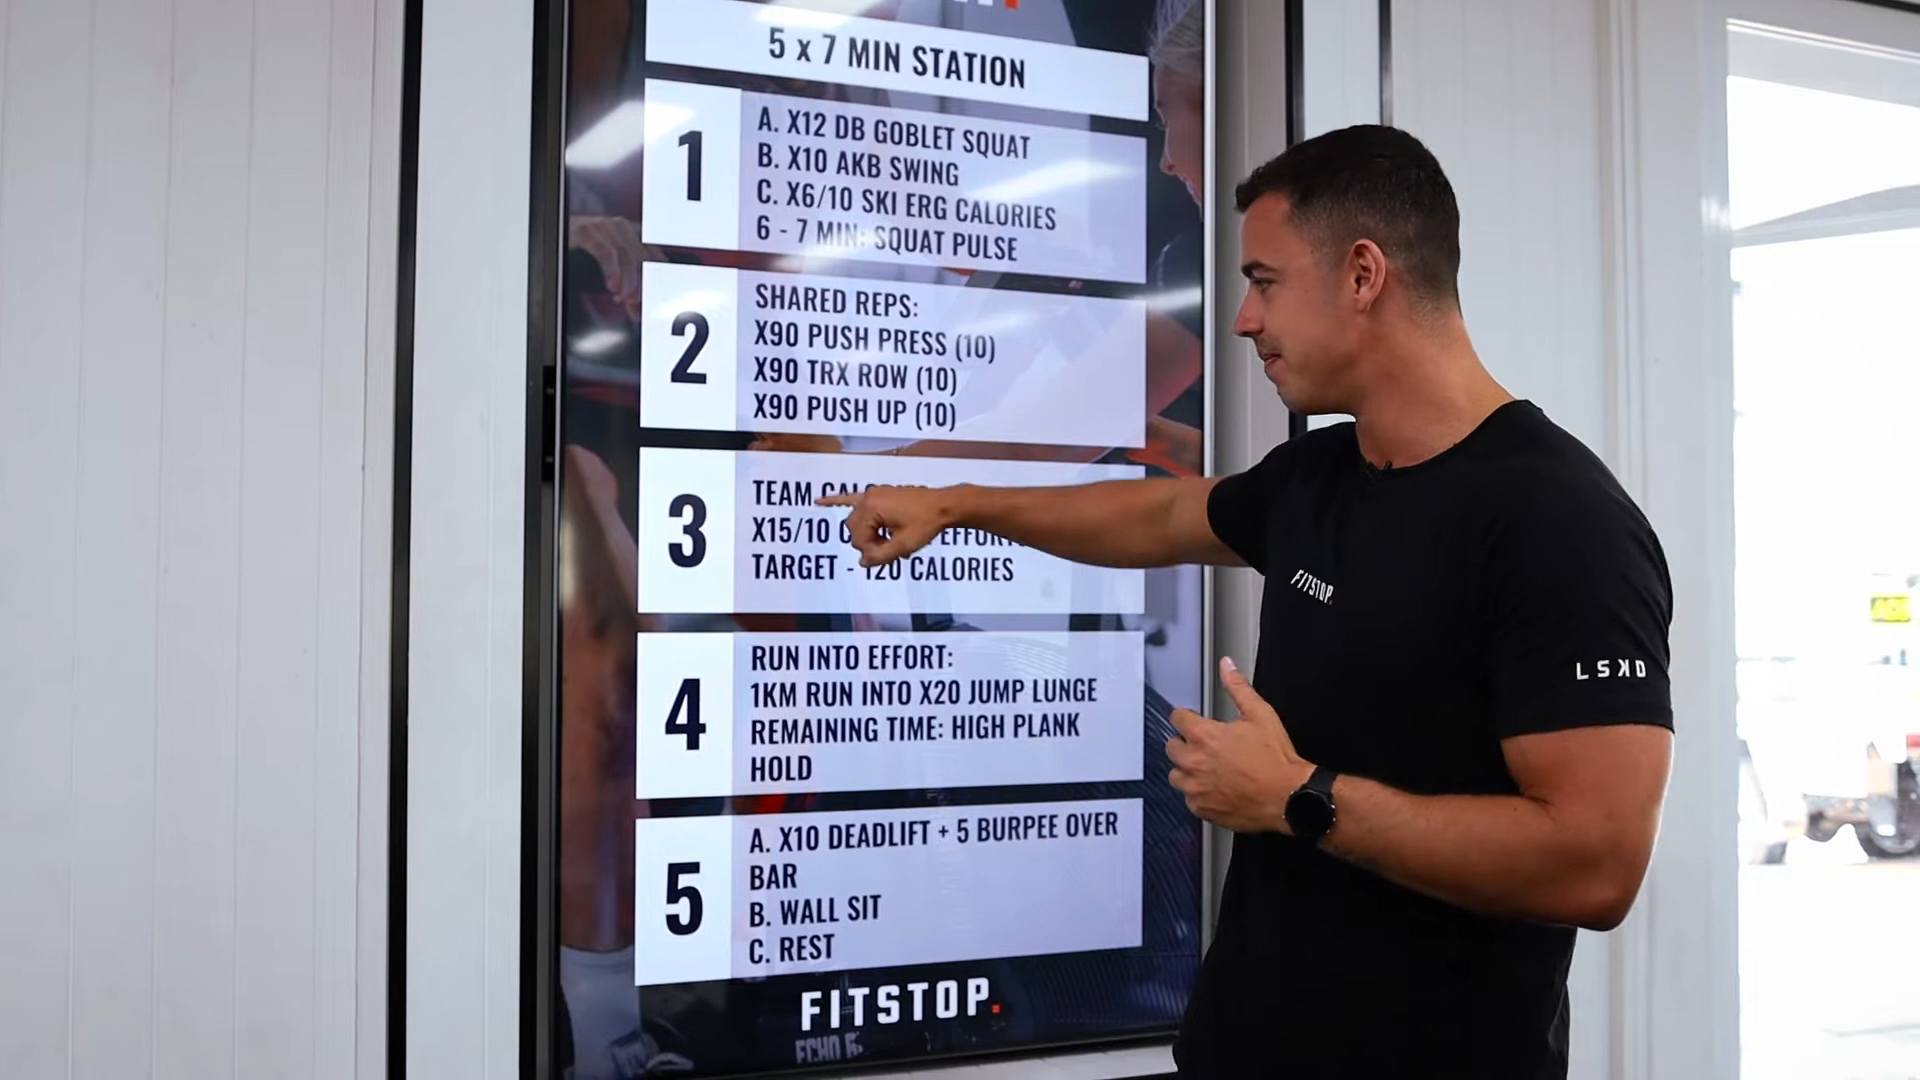 5 x 7 MIN STATION
1
A. X12 DB GOBLET SQUAT
B. X10 AKB SWING
C. X6/10 SKI ERG CALORIES
6 - 7 MIN: SQUAT PULSE
2
SHARED REPS:
X90 PUSH PRESS (10)
X90 TRX ROW (10)
X90 PUSH UP (10)
3
TEAM
X15/10
TARGET - 120 CALORIES
4
RUN INTO EFFORT:
1KM RUN INTO X20 JUMP LUNGE
REMAINING TIME: HIGH PLANK
HOLD
5
A. X10 DEADLIFT + 5 BURPEE OVER
BAR
B. WALL SIT
C. REST
FITSTOP.
FITSTOP.
LSKD